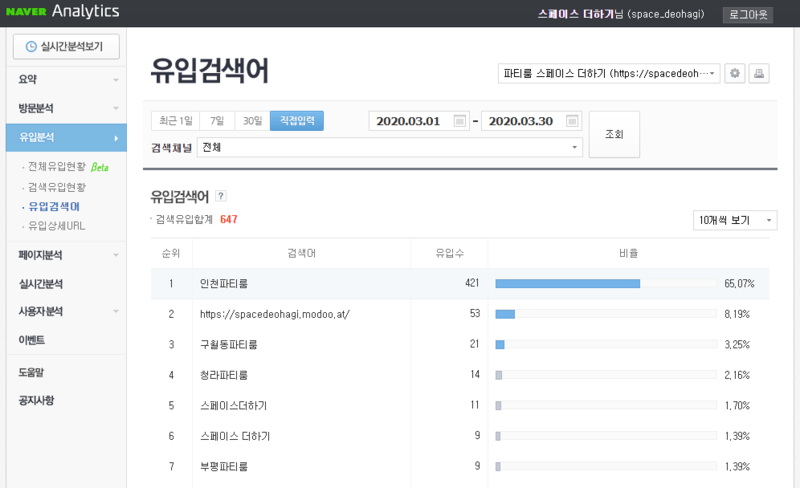 NAVER Analytics
스페이스 더하기님 (space_deohagi)
로그아웃
실시간분석보기
요약
방문분석
유입분석
· 전체유입현황 βeta
· 검색유입현황
· 유입검색어
· 유입상세URL
페이지분석
실시간분석
사용자분석
이벤트
도움말
공지사항
유입검색어
파티룸 스페이스 더하기 (https://spacedeoh···
최근 1일 7일 30일 직접입력
2020.03.01 - 2020.03.30
조회
검색채널 전체
유입검색어 ?
· 검색유입합계 647
10개씩 보기
순위 검색어 유입수 비율
1 인천파티룸 421 65.07%
2 https://spacedeohagi.modoo.at/ 53 8.19%
3 구월동파티룸 21 3.25%
4 청라파티룸 14 2.16%
5 스페이스더하기 11 1.70%
6 스페이스 더하기 9 1.39%
7 부평파티룸 9 1.39%